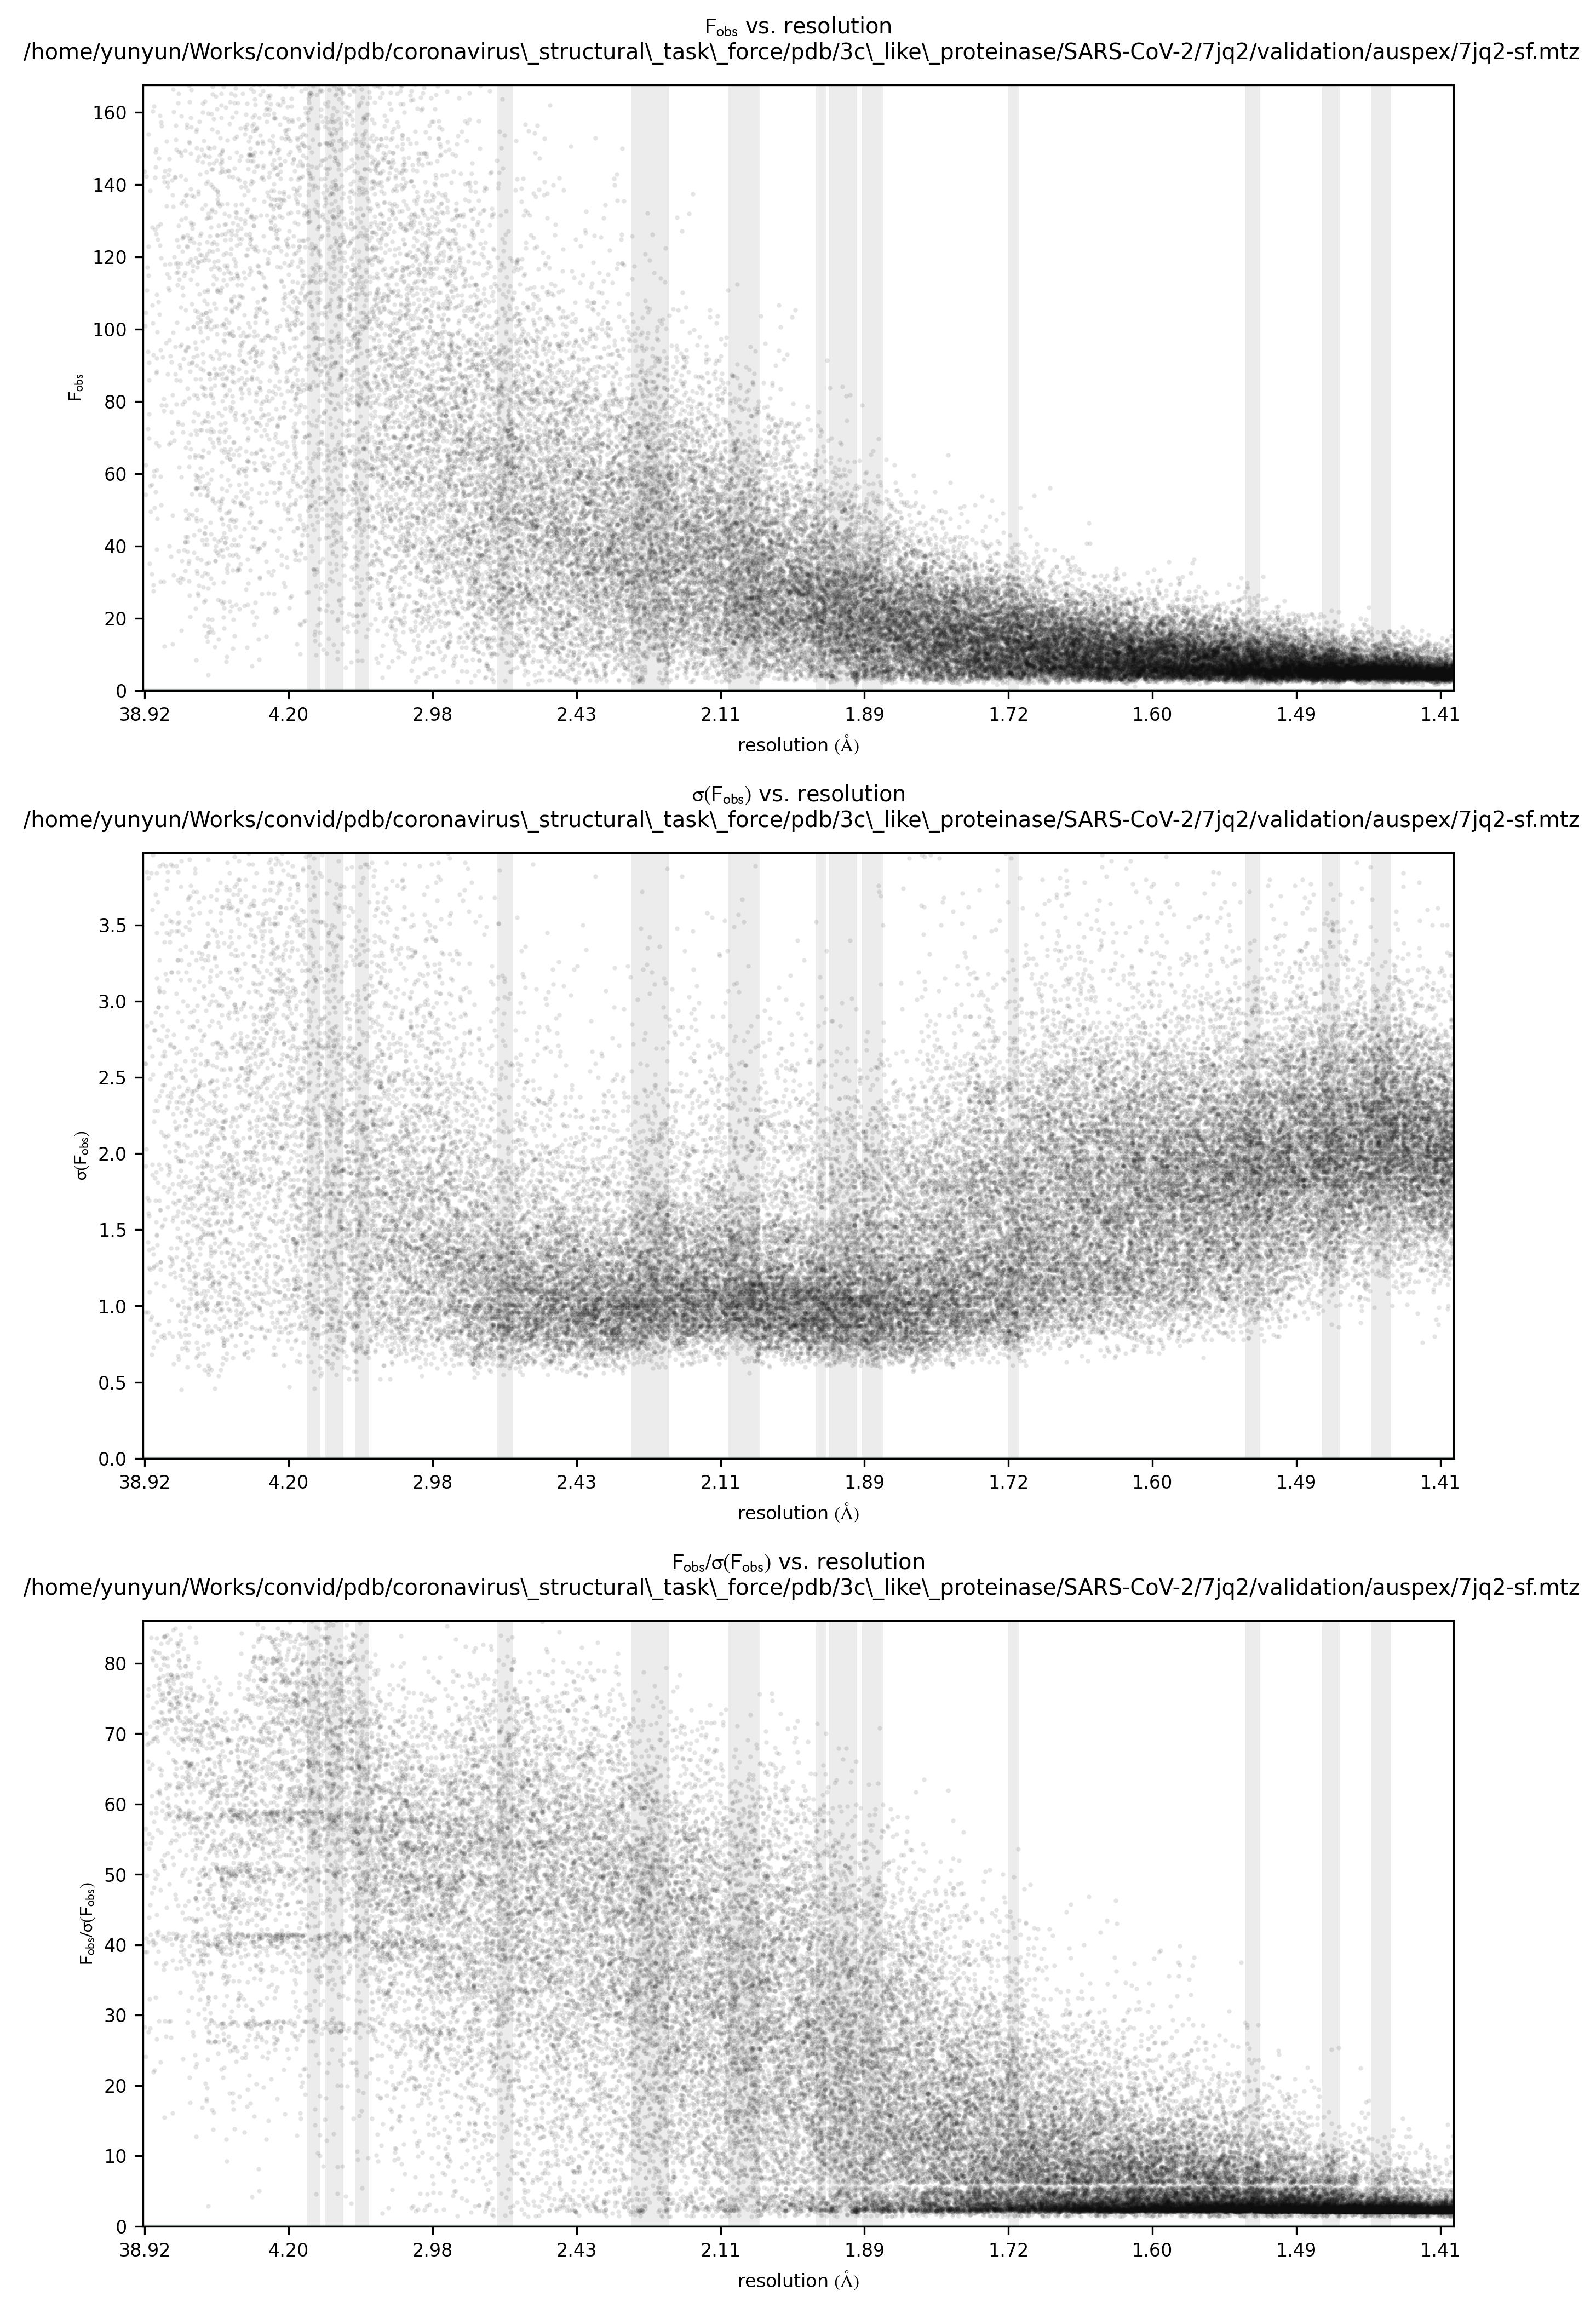 Fobs vs. resolution
/home/yunyun/Works/convid/pdb/coronavirus\_structural\_task\_force/pdb/3c\_like\_proteinase/SARS-CoV-2/7jq2/validation/auspex/7jq2-sf.mtz
160
140
120
100
80
60
40
20
0
Fobs
38.92 4.20 2.98 2.43 2.11 1.89 1.72 1.60 1.49 1.41
resolution (Å)
σ(Fobs) vs. resolution
/home/yunyun/Works/convid/pdb/coronavirus\_structural\_task\_force/pdb/3c\_like\_proteinase/SARS-CoV-2/7jq2/validation/auspex/7jq2-sf.mtz
3.5
3.0
2.5
2.0
1.5
1.0
0.5
0.0
σ(Fobs)
38.92 4.20 2.98 2.43 2.11 1.89 1.72 1.60 1.49 1.41
resolution (Å)
Fobs/σ(Fobs) vs. resolution
/home/yunyun/Works/convid/pdb/coronavirus\_structural\_task\_force/pdb/3c\_like\_proteinase/SARS-CoV-2/7jq2/validation/auspex/7jq2-sf.mtz
80
70
60
50
40
30
20
10
0
Fobs/σ(Fobs)
38.92 4.20 2.98 2.43 2.11 1.89 1.72 1.60 1.49 1.41
resolution (Å)